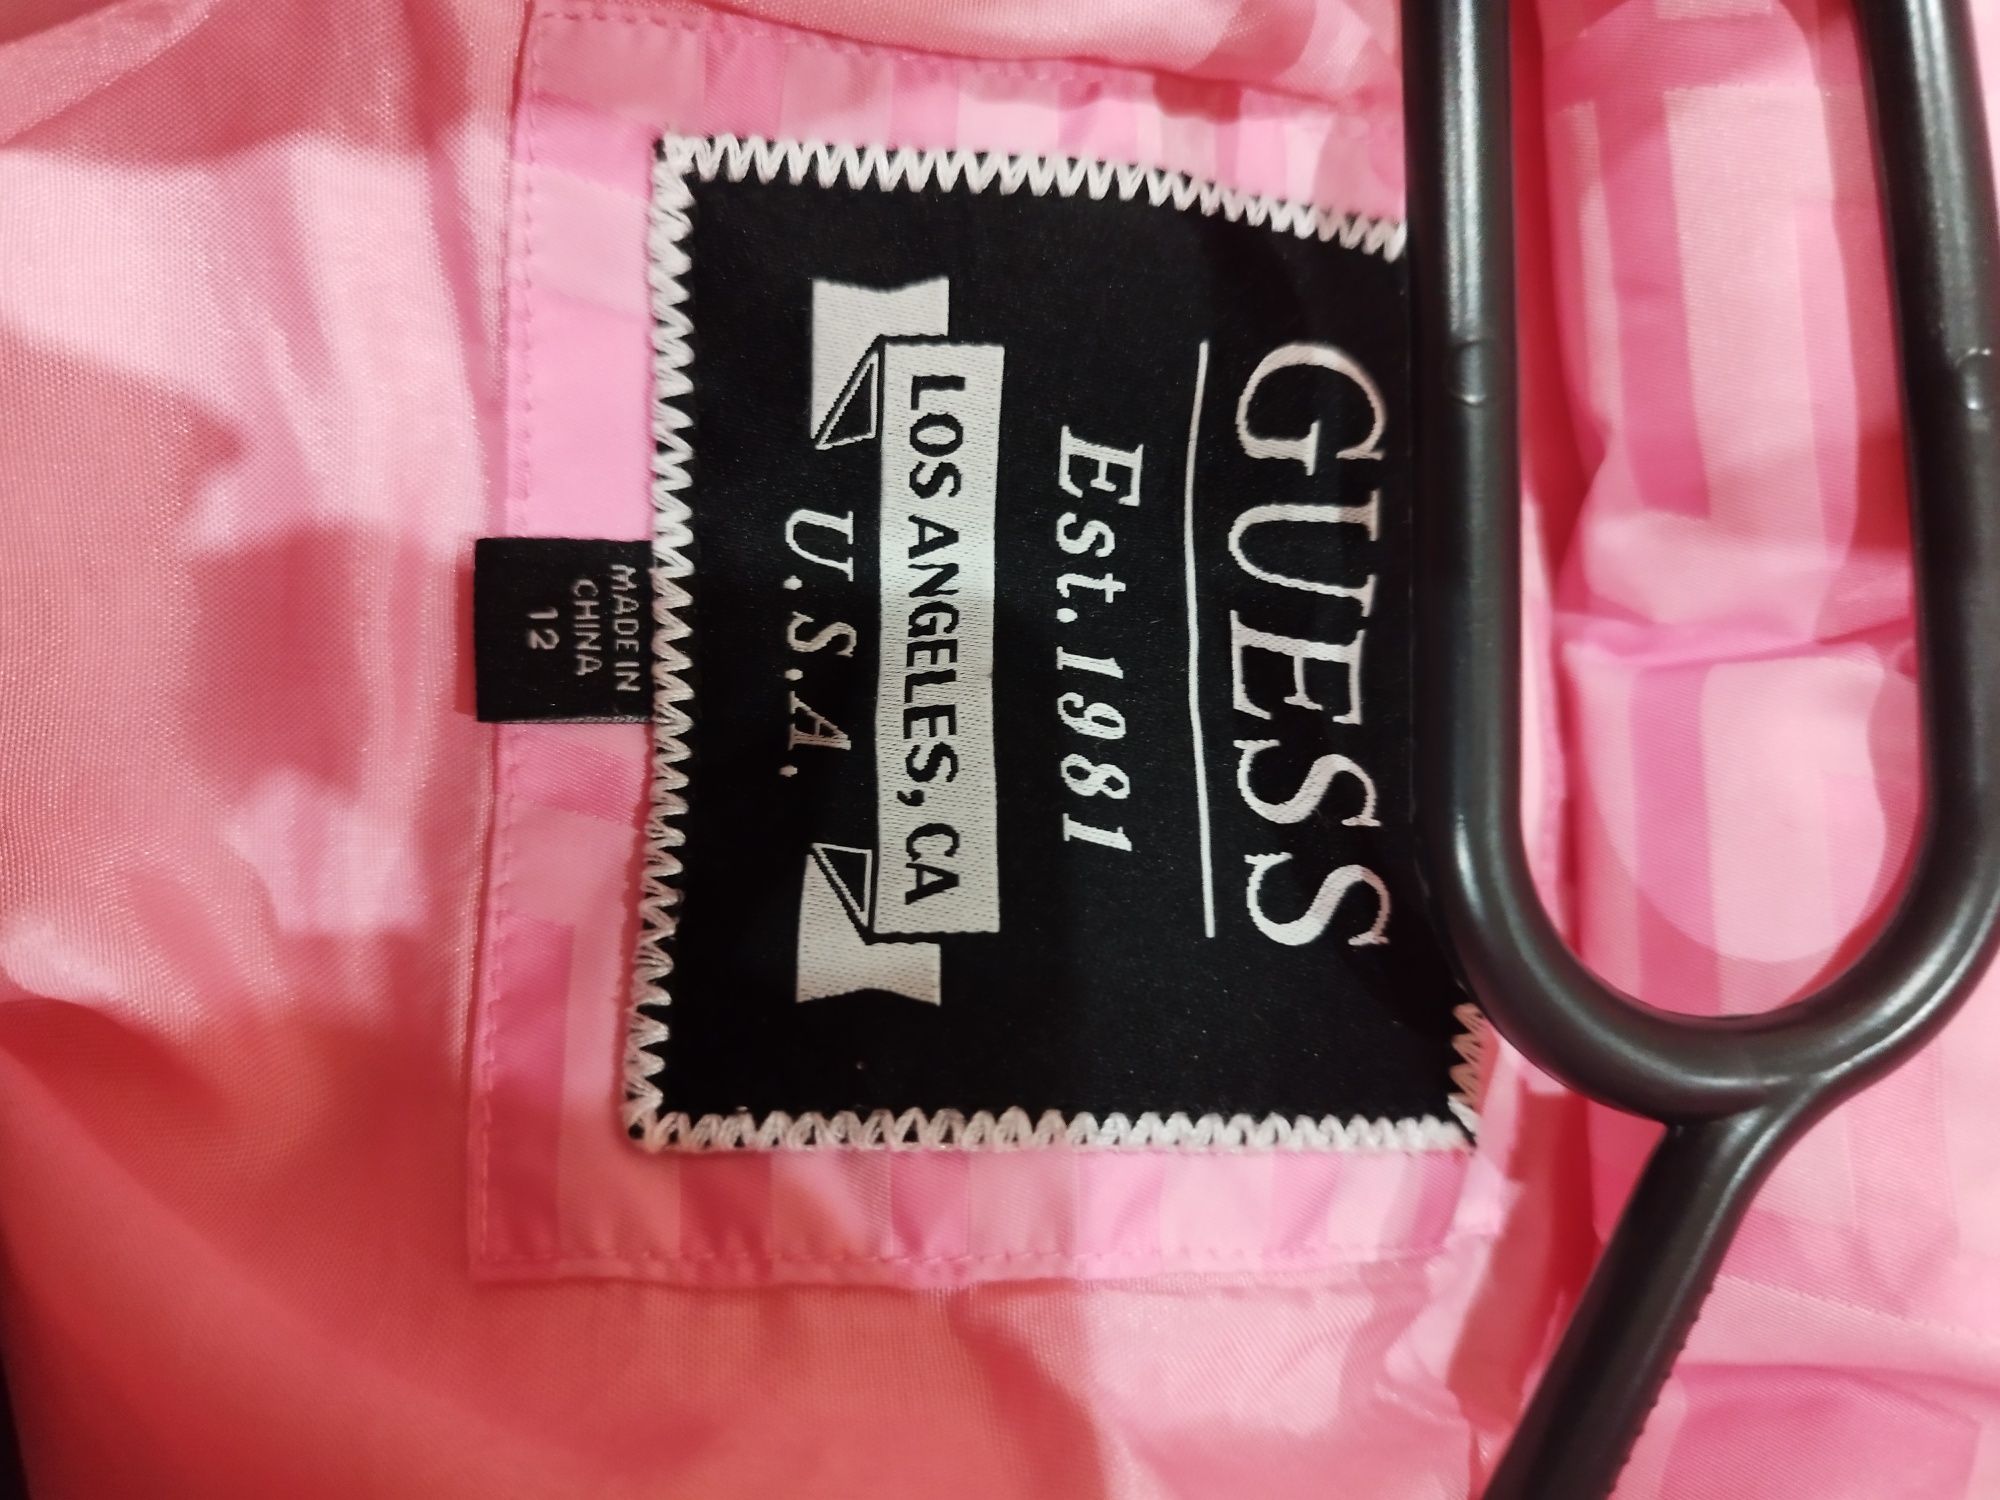 GUESS
Est. 1981
LOS ANGELES, CA
U.S.A.
MADE IN
CHINA
12